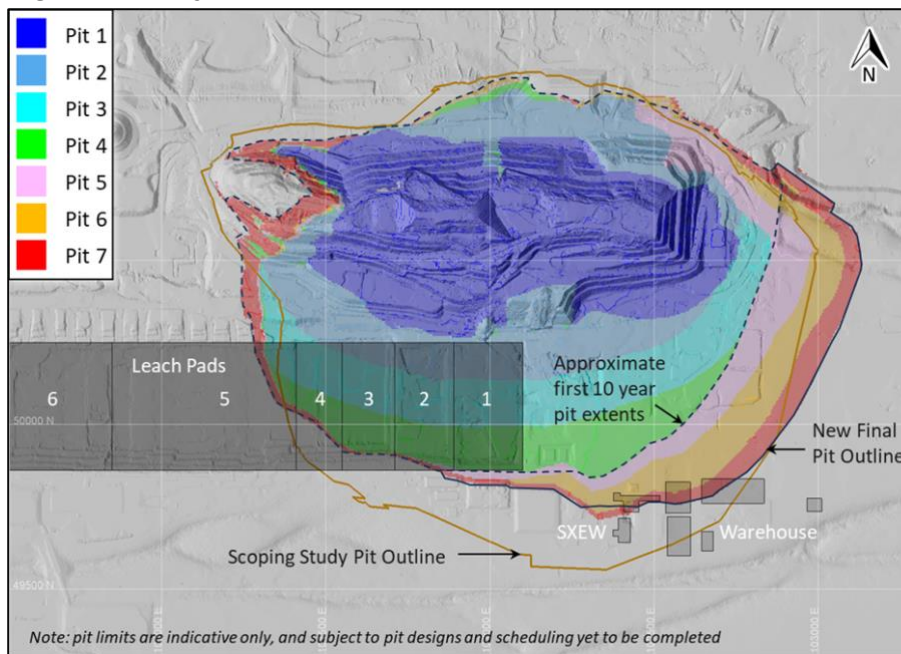 Pit 1
Pit 2
Pit 3
Pit 4
Pit 5
Pit 6
Pit 7
N
Leach Pads
6
5
4
3
2
1
50000 N
Approximate
first 10 year
pit extents
New Final
Pit Outline
SXEW
Warehouse
Scoping Study Pit Outline
49500 N
Note: pit limits are indicative only, and subject to pit designs and scheduling yet to be completed